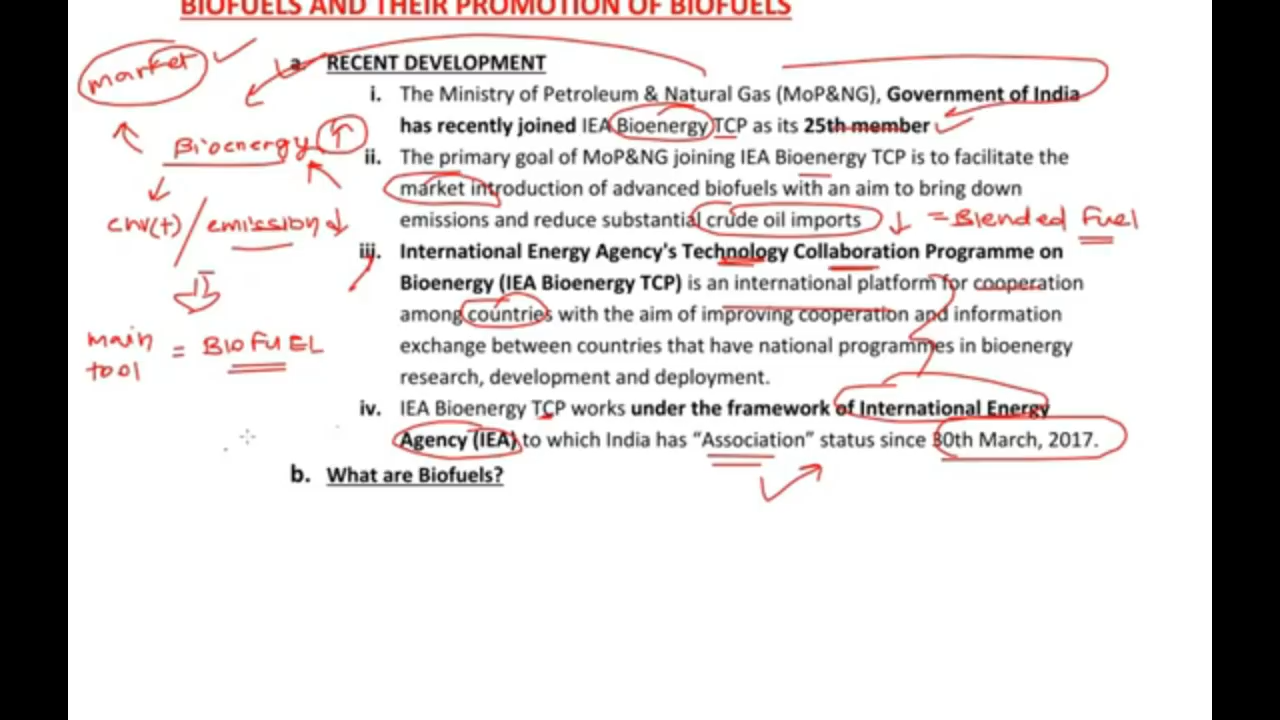 BIOFUELS AND THEIR PROMOTION OF BIOFUELS
a. RECENT DEVELOPMENT
i. The Ministry of Petroleum & Natural Gas (MoP&NG), Government of India
has recently joined IEA Bioenergy TCP as its 25th member
ii. The primary goal of MoP&NG joining IEA Bioenergy TCP is to facilitate the
market introduction of advanced biofuels with an aim to bring down
emissions and reduce substantial crude oil imports ↓ = Blended Fuel
iii. International Energy Agency's Technology Collaboration Programme on
Bioenergy (IEA Bioenergy TCP) is an international platform for cooperation
among countries with the aim of improving cooperation and information
exchange between countries that have national programmes in bioenergy
research, development and deployment.
iv. IEA Bioenergy TCP works under the framework of International Energy
Agency (IEA) to which India has "Association" status since 30th March, 2017.
b. What are Biofuels?
market
Bioenergy ↑
env(t) / emission ↓
main
tool = BIOFUEL